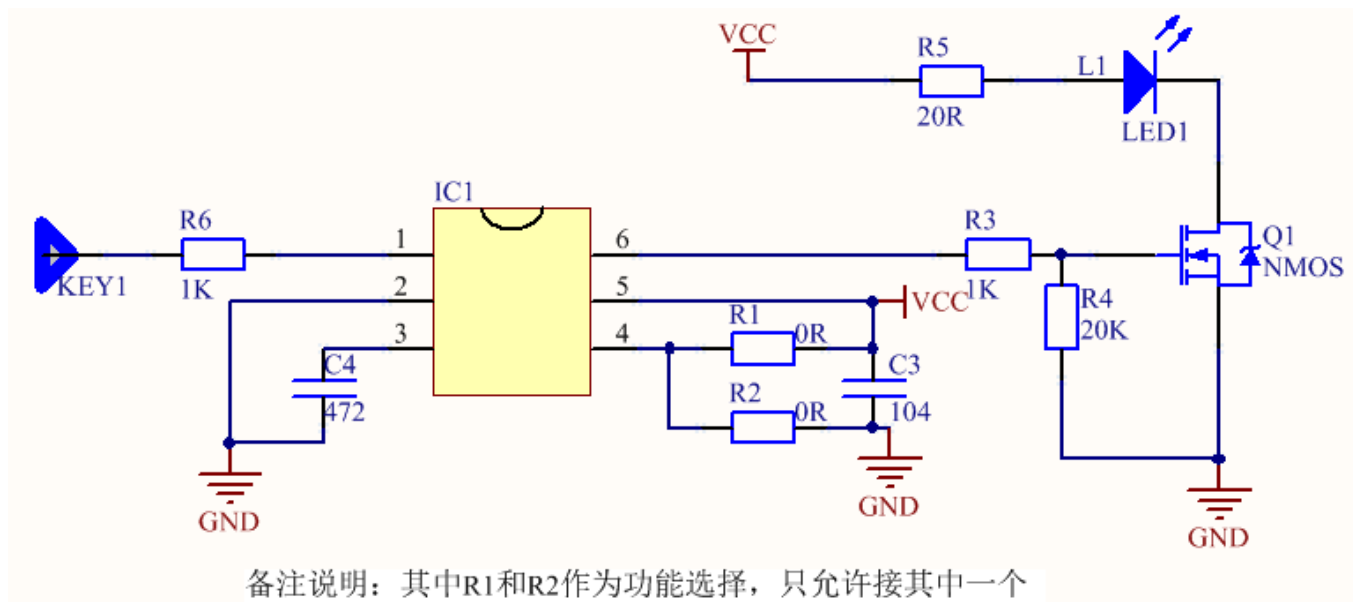 VCC
R5
20R
L1
LED1
IC1
R6
1K
KEY1
1
2
3
6
5
4
R3
1K
Q1
NMOS
R4
20K
VCC
R1
0R
R2
0R
C3
104
C4
472
GND
GND
GND
备注说明：其中R1和R2作为功能选择，只允许接其中一个